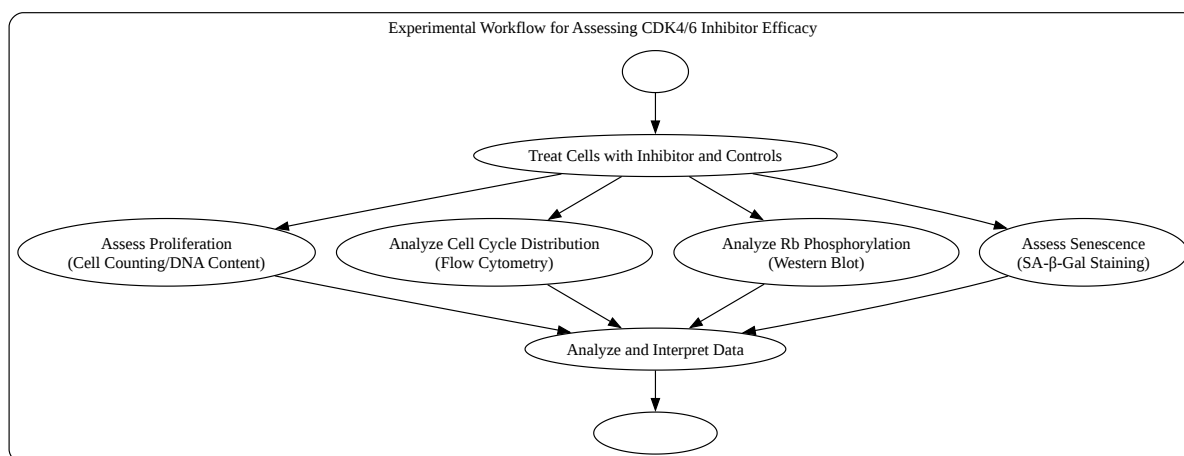 Experimental Workflow for Assessing CDK4/6 Inhibitor Efficacy
Treat Cells with Inhibitor and Controls
Assess Proliferation
(Cell Counting/DNA Content)
Analyze Cell Cycle Distribution
(Flow Cytometry)
Analyze Rb Phosphorylation
(Western Blot)
Assess Senescence
(SA-β-Gal Staining)
Analyze and Interpret Data